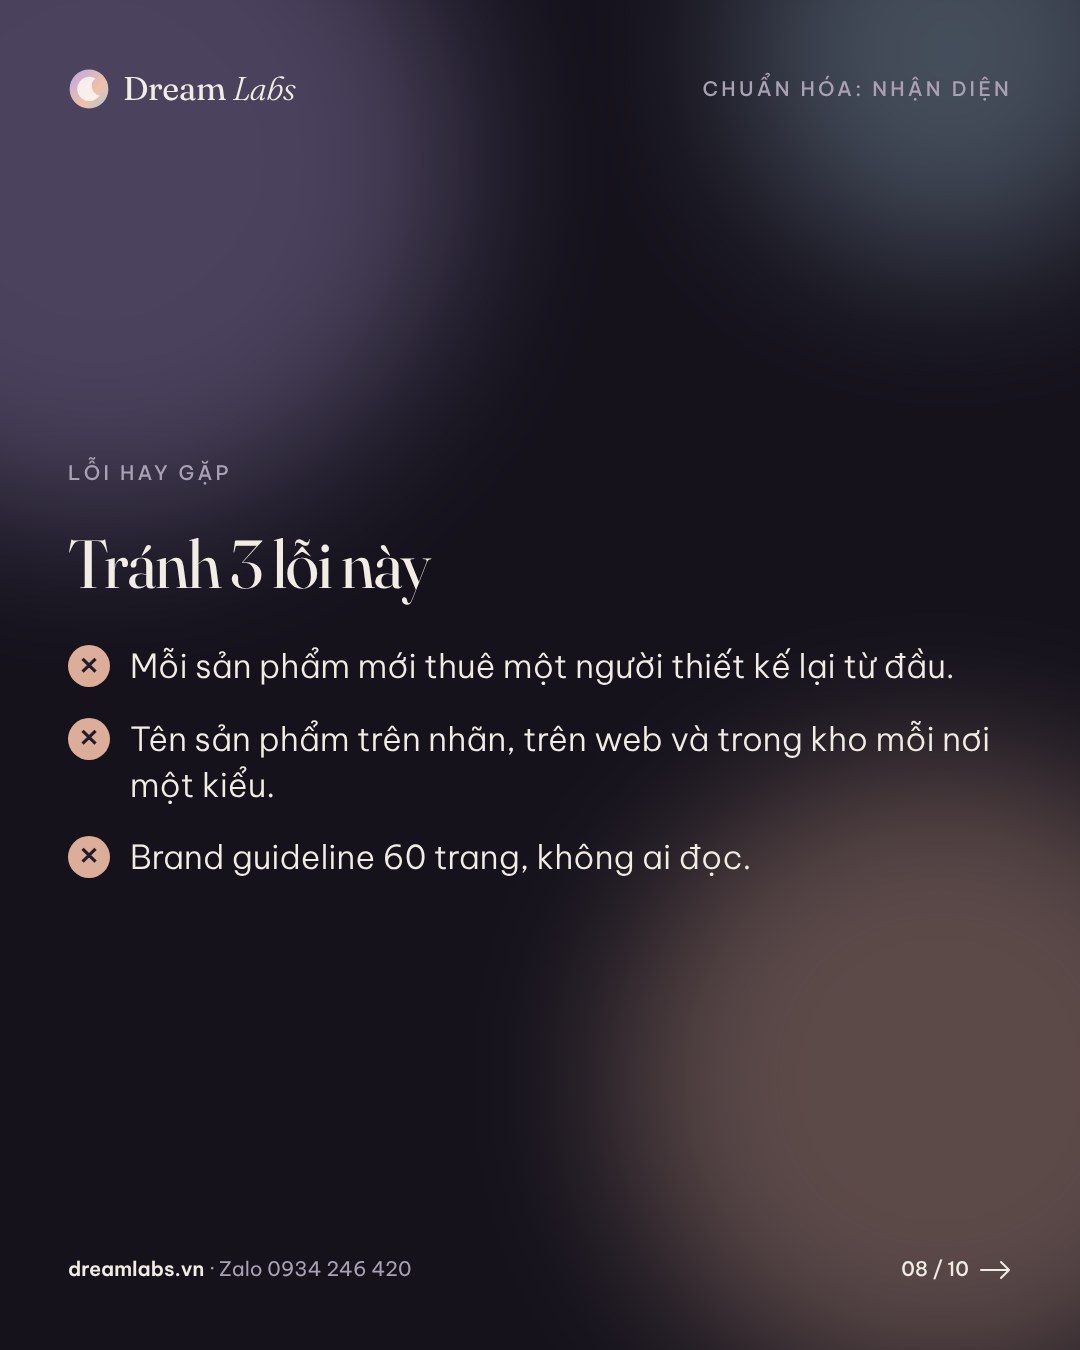 Dream Labs
CHUẨN HÓA: NHẬN DIỆN
LỖI HAY GẶP
Tránh 3 lỗi này
Mỗi sản phẩm mới thuê một người thiết kế lại từ đầu.
Tên sản phẩm trên nhãn, trên web và trong kho mỗi nơi
một kiểu.
Brand guideline 60 trang, không ai đọc.
dreamlabs.vn · Zalo 0934 246 420
08 / 10